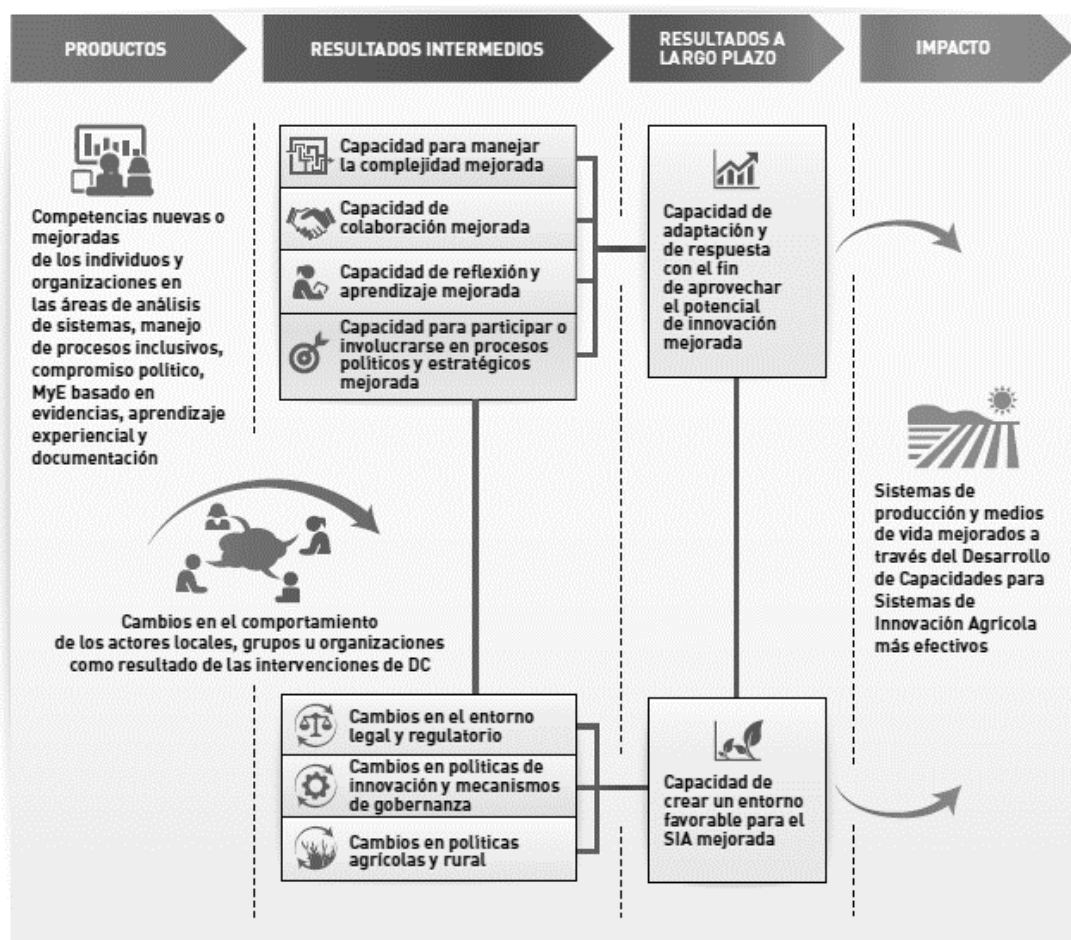 PRODUCTOS
RESULTADOS INTERMEDIOS
RESULTADOS A
LARGO PLAZO
IMPACTO
Competencias nuevas o
mejoradas
de los individuos y
organizaciones en
las áreas de análisis
de sistemas, manejo
de procesos inclusivos,
compromiso político,
MyE basado en
evidencias, aprendizaje
experiencial y
documentación
Cambios en el comportamiento
de los actores locales, grupos u organizaciones
como resultado de las intervenciones de DC
Capacidad para manejar
la complejidad mejorada
Capacidad de
colaboración mejorada
Capacidad de reflexión y
aprendizaje mejorada
Capacidad para participar o
involucrarse en procesos
políticos y estratégicos
mejorada
Cambios en el entorno
legal y regulatorio
Cambios en políticas de
innovación y mecanismos
de gobernanza
Cambios en políticas
agrícolas y rural
Capacidad de
adaptación y
de respuesta
con el fin
de aprovechar
el potencial
de innovación
mejorada
Capacidad de
crear un entorno
favorable para el
SIA mejorada
Sistemas de
producción y medios
de vida mejorados a
través del Desarrollo
de Capacidades para
Sistemas de
Innovación Agrícola
más efectivos